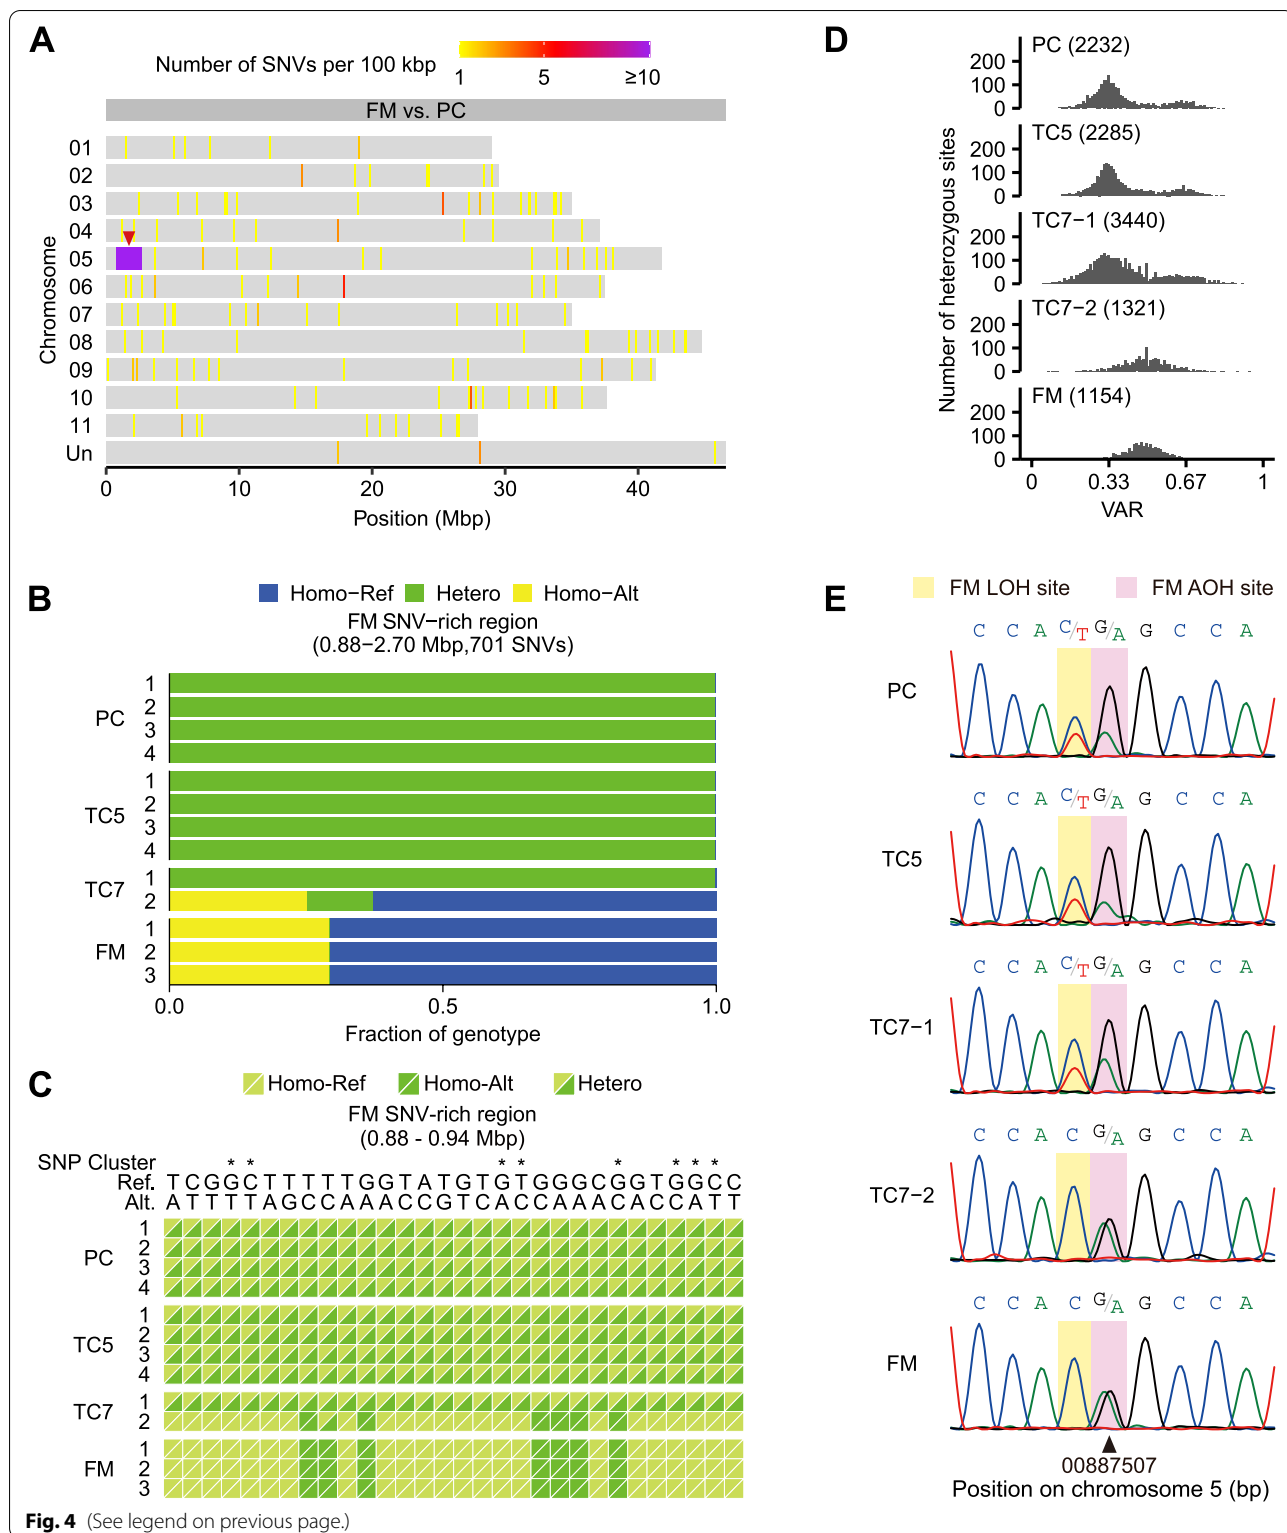 A
Number of SNVs per 100 kbp
1 5 ≥10
FM vs. PC
Chromosome
01
02
03
04
05
06
07
08
09
10
11
Un
0 10 20 30 40
Position (Mbp)
B
Homo−Ref Hetero Homo−Alt
FM SNV−rich region
(0.88−2.70 Mbp,701 SNVs)
PC
1
2
3
4
TC5
1
2
3
4
TC7
1
2
FM
1
2
3
0.0 0.5 1.0
Fraction of genotype
C
Homo-Ref Homo-Alt Hetero
FM SNV-rich region
(0.88 - 0.94 Mbp)
SNP Cluster * * * * * * * *
Ref. T C G G C T T T T T G G T A T G T G T G G G C G G T G G C C
Alt. A T T T T A G C C A A A C C G T C A C C A A A C A C C A T T
PC
1
2
3
4
TC5
1
2
3
4
TC7
1
2
FM
1
2
3
D
Number of heterozygous sites
PC (2232)
200
100
0
TC5 (2285)
200
100
0
TC7−1 (3440)
200
100
0
TC7−2 (1321)
200
100
0
FM (1154)
200
100
0
0 0.33 0.67 1
VAR
E
FM LOH site FM AOH site
C C A C/T G/A G C C A
PC
C C A C/T G/A G C C A
TC5
C C A C/T G/A G C C A
TC7−1
C C A C G/A G C C A
TC7−2
C C A C G/A G C C A
FM
00887507
Position on chromosome 5 (bp)
Fig. 4 (See legend on previous page.)